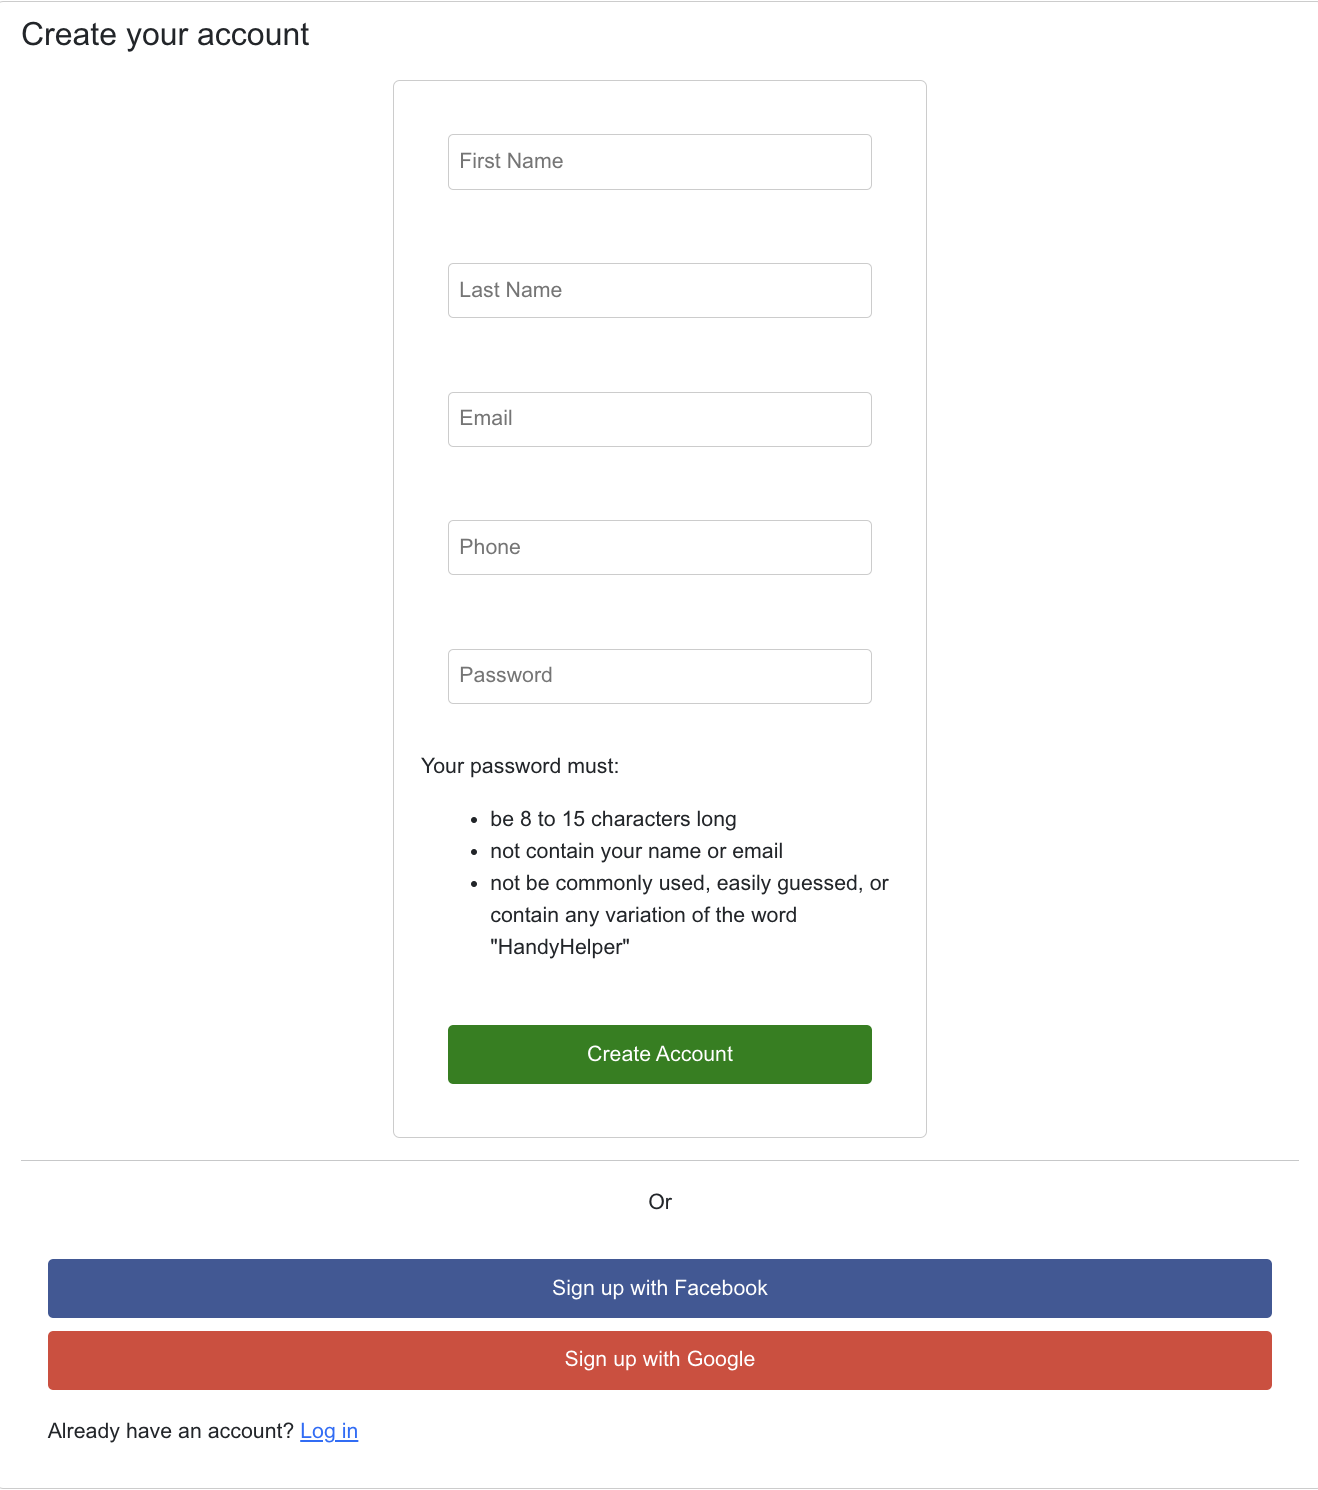 Create your account
First Name
Last Name
Email
Phone
Password
Your password must:
• be 8 to 15 characters long
• not contain your name or email
• not be commonly used, easily guessed, or
contain any variation of the word
"HandyHelper"
Create Account
Or
Sign up with Facebook
Sign up with Google
Already have an account? Log in